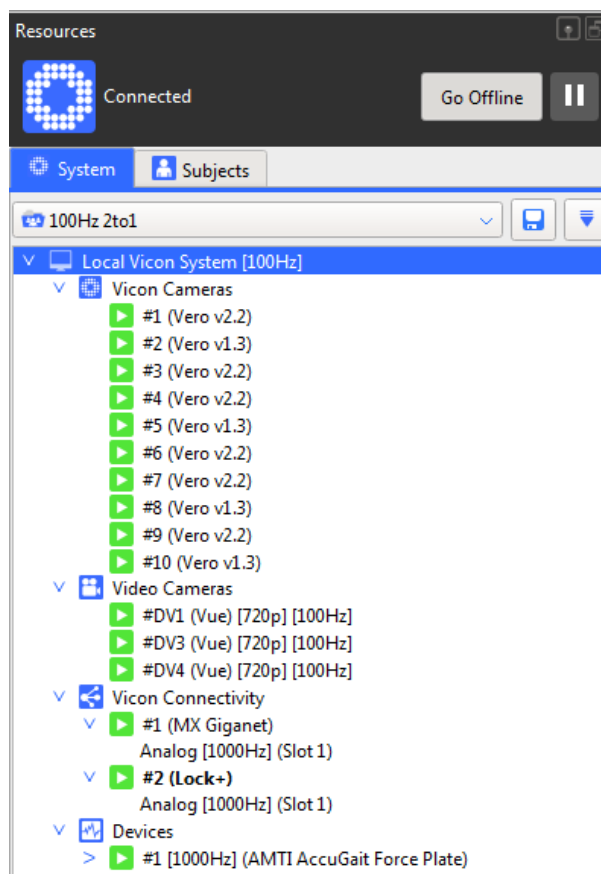 Resources
Connected
Go Offline
System
Subjects
100Hz 2to1
Local Vicon System [100Hz]
Vicon Cameras
#1 (Vero v2.2)
#2 (Vero v1.3)
#3 (Vero v2.2)
#4 (Vero v2.2)
#5 (Vero v1.3)
#6 (Vero v2.2)
#7 (Vero v2.2)
#8 (Vero v1.3)
#9 (Vero v2.2)
#10 (Vero v1.3)
Video Cameras
#DV1 (Vue) [720p] [100Hz]
#DV3 (Vue) [720p] [100Hz]
#DV4 (Vue) [720p] [100Hz]
Vicon Connectivity
#1 (MX Giganet)
Analog [1000Hz] (Slot 1)
#2 (Lock+)
Analog [1000Hz] (Slot 1)
Devices
#1 [1000Hz] (AMTI AccuGait Force Plate)